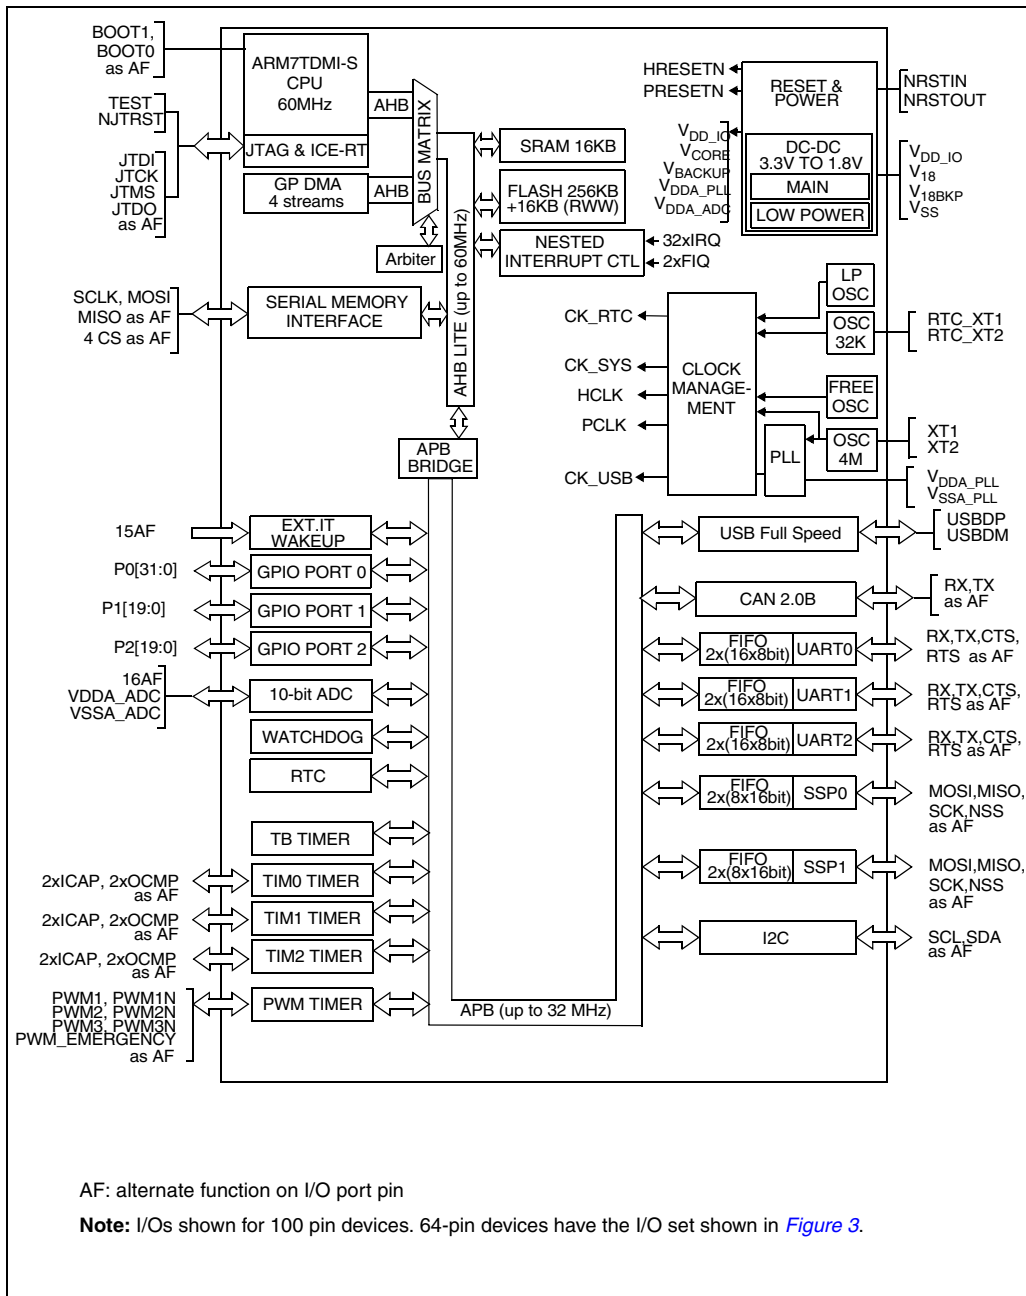 BOOT1,
BOOT0
as AF
TEST
NJTRST
JTDI
JTCK
JTMS
JTDO
as AF
ARM7TDMI-S
CPU
60MHz
JTAG & ICE-RT
GP DMA
4 streams
AHB
AHB
BUS MATRIX
Arbiter
SRAM 16KB
FLASH 256KB
+16KB (RWW)
NESTED
INTERRUPT CTL
32xIRQ
2xFIQ
HRESETN
PRESETN
RESET &
POWER
NRSTIN
NRSTOUT
VDD_IO
VCORE
VBACKUP
VDDA_PLL
VDDA_ADC
DC-DC
3.3V TO 1.8V
MAIN
LOW POWER
VDD_IO
V18
V18BKP
VSS
SCLK, MOSI
MISO as AF
4 CS as AF
SERIAL MEMORY
INTERFACE
AHB LITE (up to 60MHz)
APB
BRIDGE
CK_RTC
CK_SYS
HCLK
PCLK
CK_USB
CLOCK
MANAGE-
MENT
LP
OSC
OSC
32K
RTC_XT1
RTC_XT2
FREE
OSC
PLL
OSC
4M
XT1
XT2
VDDA_PLL
VSSA_PLL
15AF
EXT.IT
WAKEUP
P0[31:0]
GPIO PORT 0
P1[19:0]
GPIO PORT 1
P2[19:0]
GPIO PORT 2
16AF
VDDA_ADC
VSSA_ADC
10-bit ADC
WATCHDOG
RTC
TB TIMER
2xICAP, 2xOCMP
as AF
TIM0 TIMER
2xICAP, 2xOCMP
as AF
TIM1 TIMER
2xICAP, 2xOCMP
as AF
TIM2 TIMER
PWM1, PWM1N
PWM2, PWM2N
PWM3, PWM3N
PWM_EMERGENCY
as AF
PWM TIMER
APB (up to 32 MHz)
USB Full Speed
USBDP
USBDM
CAN 2.0B
RX,TX
as AF
FIFO
2x(16x8bit)
UART0
RX,TX,CTS,
RTS as AF
FIFO
2x(16x8bit)
UART1
RX,TX,CTS,
RTS as AF
FIFO
2x(16x8bit)
UART2
RX,TX,CTS,
RTS as AF
FIFO
2x(8x16bit)
SSP0
MOSI,MISO,
SCK,NSS
as AF
FIFO
2x(8x16bit)
SSP1
MOSI,MISO,
SCK,NSS
as AF
I2C
SCL,SDA
as AF
AF: alternate function on I/O port pin
Note: I/Os shown for 100 pin devices. 64-pin devices have the I/O set shown in Figure 3.